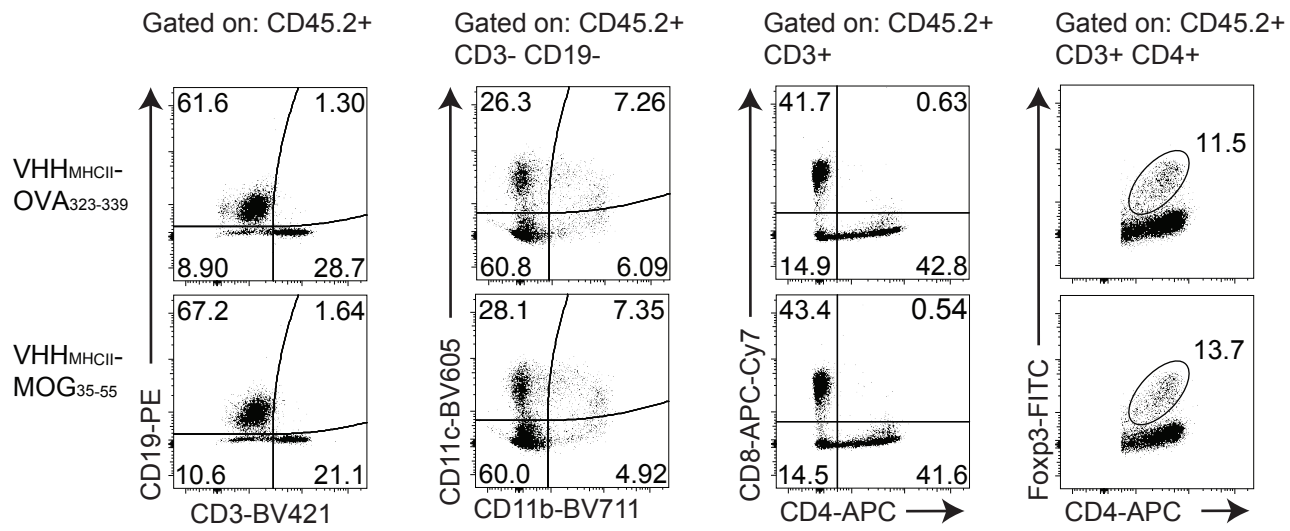 Gated on: CD45.2+
Gated on: CD45.2+
CD3- CD19-
Gated on: CD45.2+
CD3+
Gated on: CD45.2+
CD3+ CD4+
VHHMHCII-
OVA323-339
61.6 1.30
8.90 28.7
26.3 7.26
60.8 6.09
41.7 0.63
14.9 42.8
11.5
VHHMHCII-
MOG35-55
67.2 1.64
10.6 21.1
28.1 7.35
60.0 4.92
43.4 0.54
14.5 41.6
13.7
CD19-PE
CD3-BV421
CD11c-BV605
CD11b-BV711
CD8-APC-Cy7
CD4-APC
Foxp3-FITC
CD4-APC